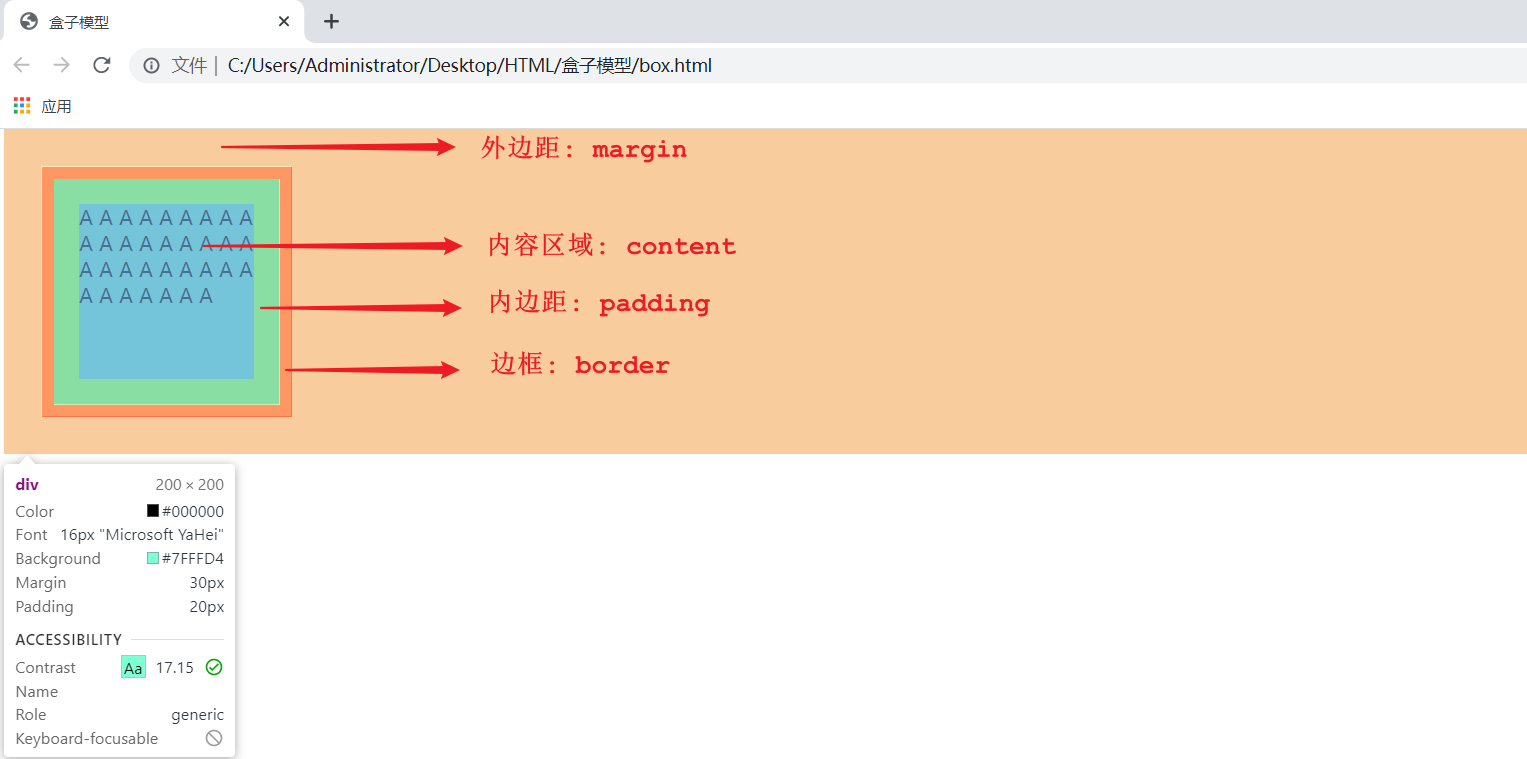 盒子模型
文件 | C:/Users/Administrator/Desktop/HTML/盒子模型/box.html
应用
外边距: margin
A A A A A A A A A
A A A A A A A A A
A A A A A A A A A
A A A A A A A
内容区域: content
内边距: padding
边框: border
div 200 × 200
Color #000000
Font 16px "Microsoft YaHei"
Background #7FFFD4
Margin 30px
Padding 20px
ACCESSIBILITY
Contrast Aa 17.15
Name
Role generic
Keyboard-focusable